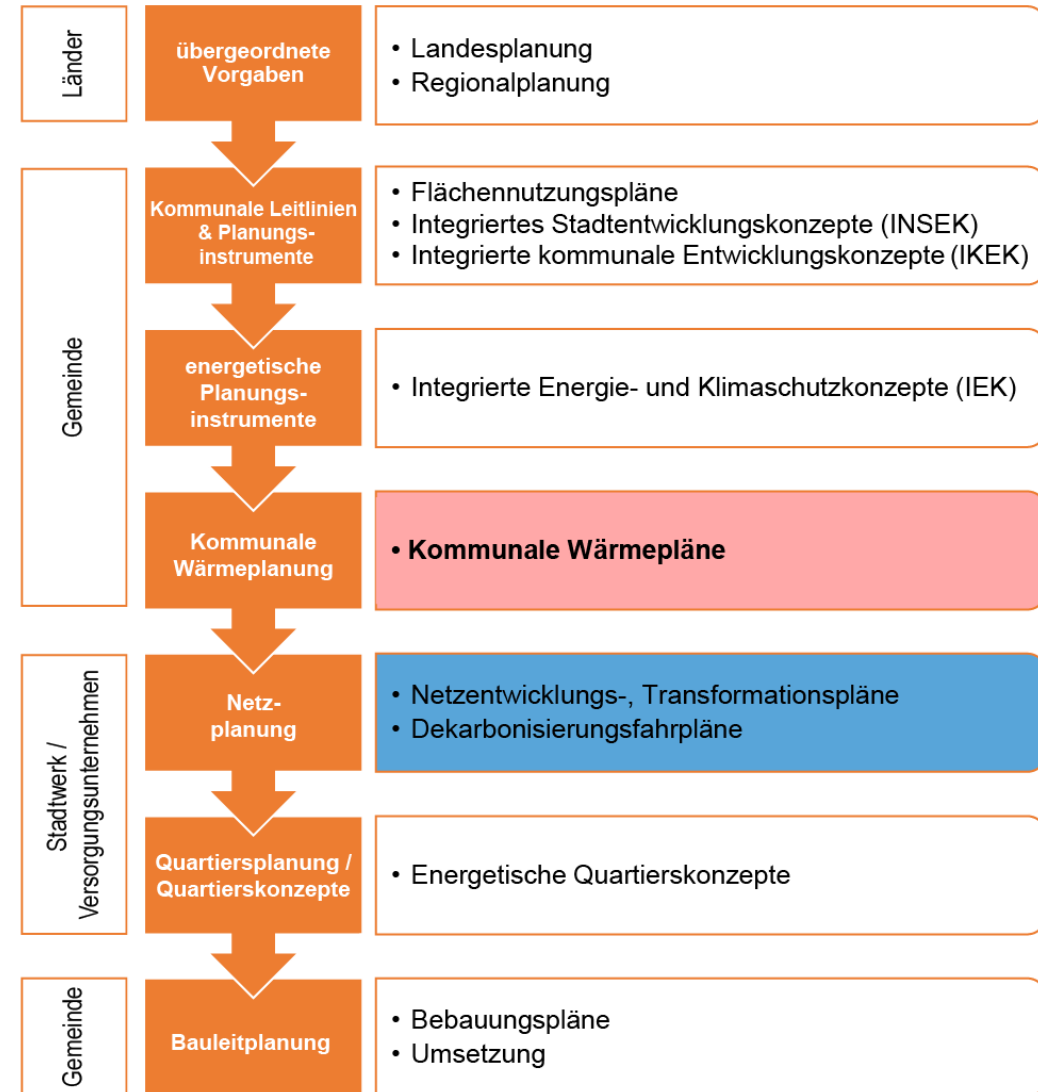 Länder
übergeordnete
Vorgaben
• Landesplanung
• Regionalplanung
Gemeinde
Kommunale Leitlinien
& Planungs-
instrumente
• Flächennutzungspläne
• Integriertes Stadtentwicklungskonzepte (INSEK)
• Integrierte kommunale Entwicklungskonzepte (IKEK)
energetische
Planungs-
instrumente
• Integrierte Energie- und Klimaschutzkonzepte (IEK)
Kommunale
Wärmeplanung
• Kommunale Wärmepläne
Stadtwerk /
Versorgungsunternehmen
Netz-
planung
• Netzentwicklungs-, Transformationspläne
• Dekarbonisierungsfahrpläne
Quartiersplanung /
Quartierskonzepte
• Energetische Quartierskonzepte
Gemeinde
Bauleitplanung
• Bebauungspläne
• Umsetzung